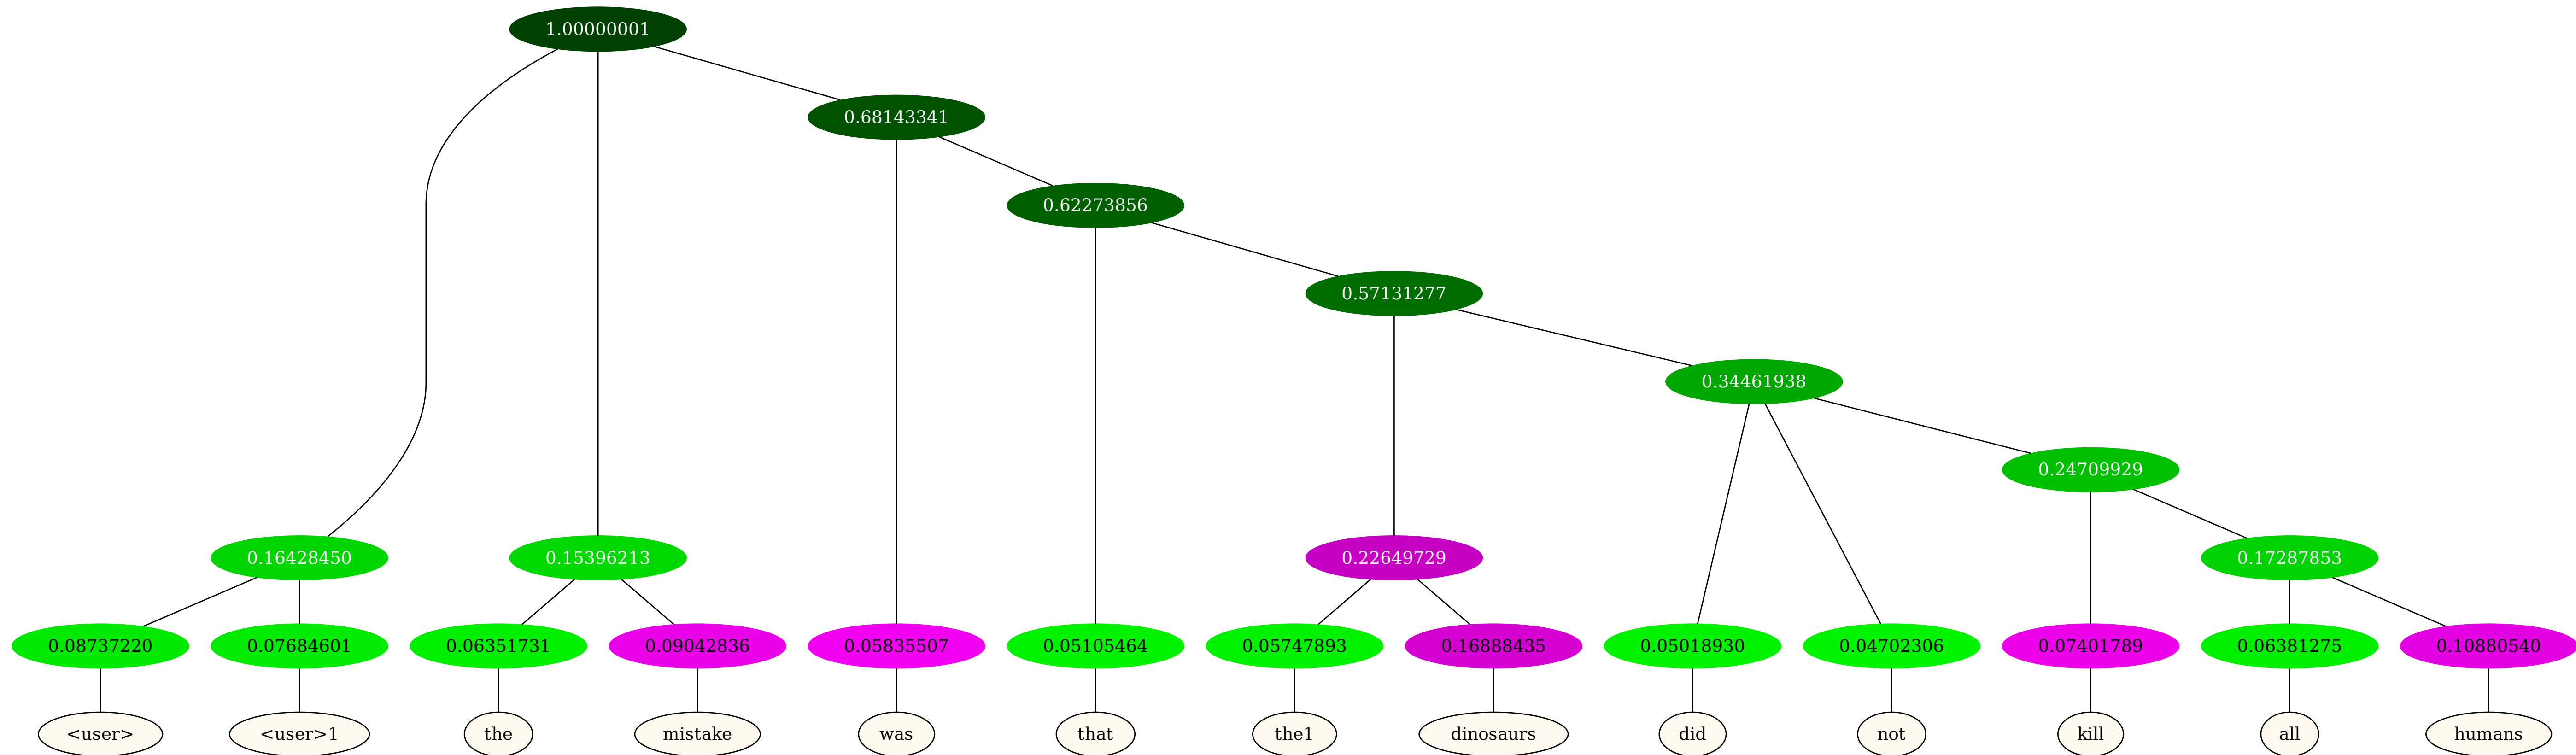 1.00000001
0.68143341
0.62273856
0.57131277
0.34461938
0.24709929
0.16428450 0.15396213 0.22649729 0.17287853
0.08737220 0.07684601 0.06351731 0.09042836 0.05835507 0.05105464 0.05747893 0.16888435 0.05018930 0.04702306 0.07401789 0.06381275 0.10880540
<user> <user>1 the mistake was that the1 dinosaurs did not kill all humans